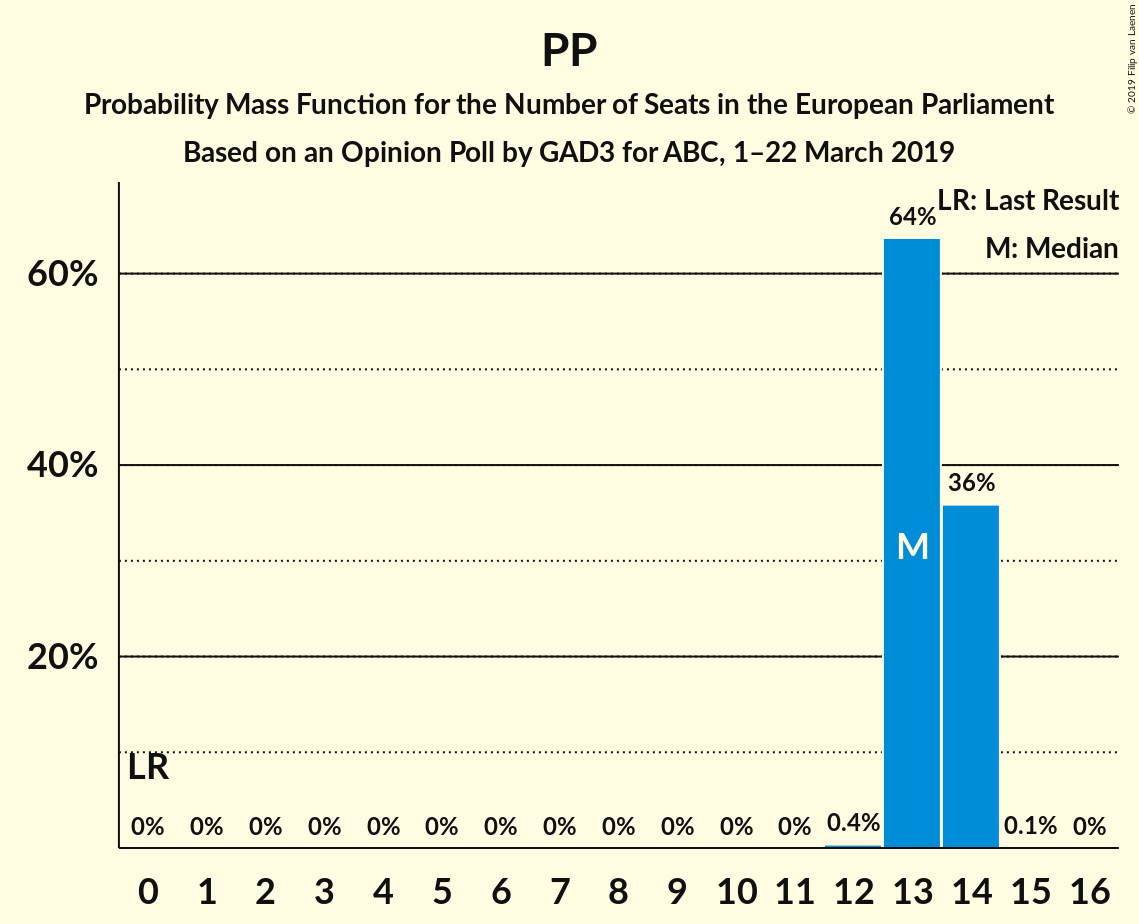 PP
Probability Mass Function for the Number of Seats in the European Parliament
Based on an Opinion Poll by GAD3 for ABC, 1–22 March 2019
© 2019 Filip van Laenen
LR: Last Result
M: Median
64%
60%
40%
36%
M
20%
LR
0% 0% 0% 0% 0% 0% 0% 0% 0% 0% 0% 0% 0.4% 0.1% 0%
0 1 2 3 4 5 6 7 8 9 10 11 12 13 14 15 16